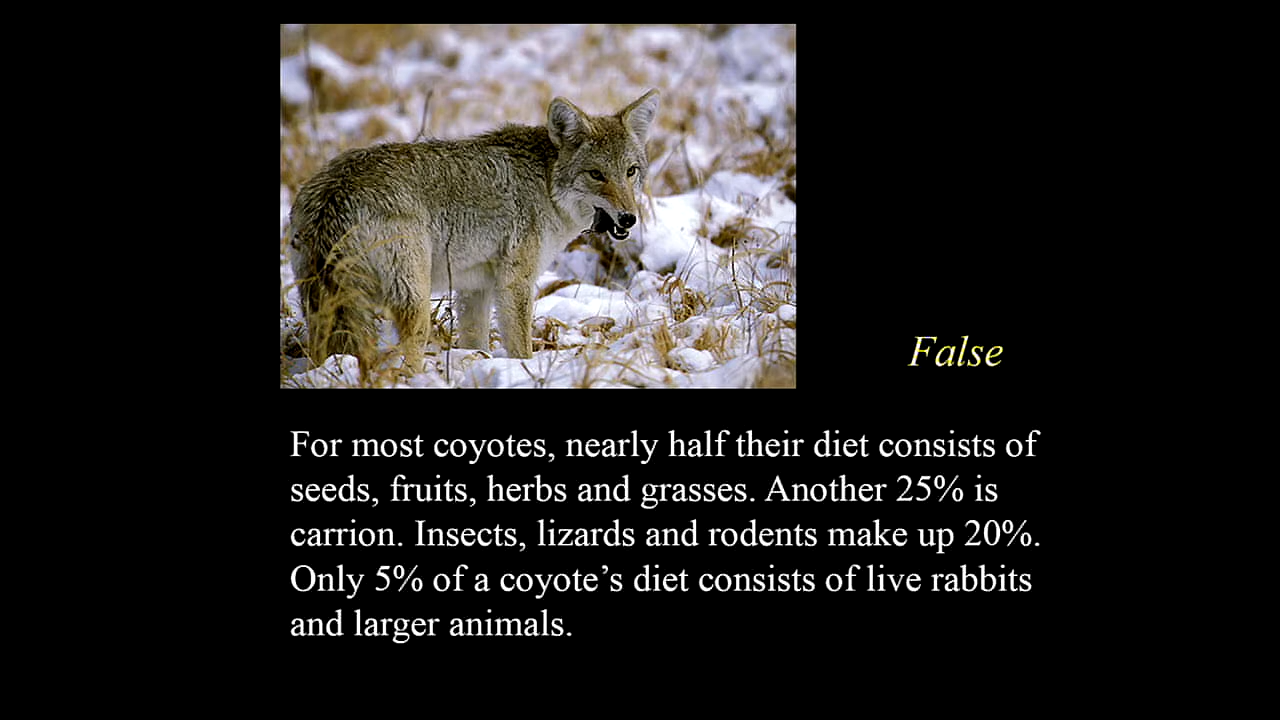 False
For most coyotes, nearly half their diet consists of
seeds, fruits, herbs and grasses. Another 25% is
carrion. Insects, lizards and rodents make up 20%.
Only 5% of a coyote’s diet consists of live rabbits
and larger animals.